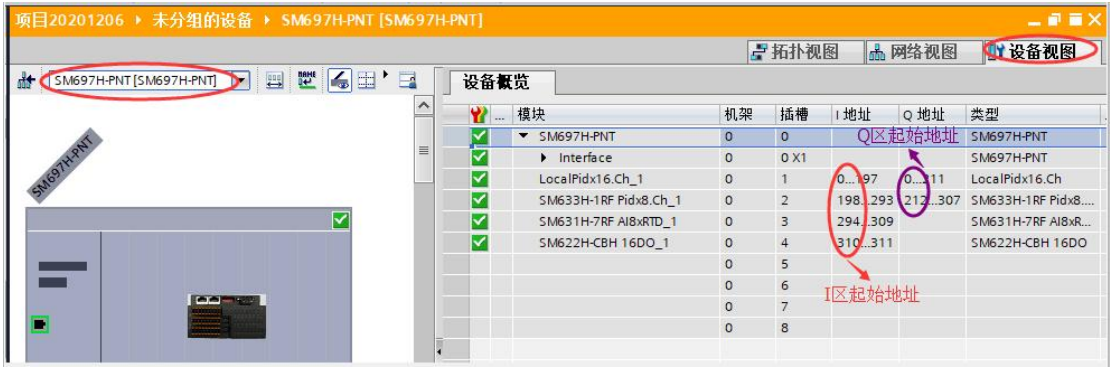 项目20201206 ▸ 未分组的设备 ▸ SM697H-PNT [SM697H-PNT]
拓扑视图 网络视图 设备视图
SM697H-PNT [SM697H-PNT]
设备概览
... 模块 机架 插槽 I 地址 Q 地址 类型
SM697H-PNT 0 0 Q区起始地址 SM697H-PNT
Interface 0 0 X1 SM697H-PNT
LocalPidx16.Ch_1 0 1 0...197 0...211 LocalPidx16.Ch
SM633H-1RF Pidx8.Ch_1 0 2 198...293 212...307 SM633H-1RF Pidx8....
SM631H-7RF AI8xRTD_1 0 3 294...309 SM631H-7RF AI8xR...
SM622H-CBH 16DO_1 0 4 310...311 SM622H-CBH 16DO
0 5
0 6
I区起始地址
0 7
0 8
SM697H-PNT